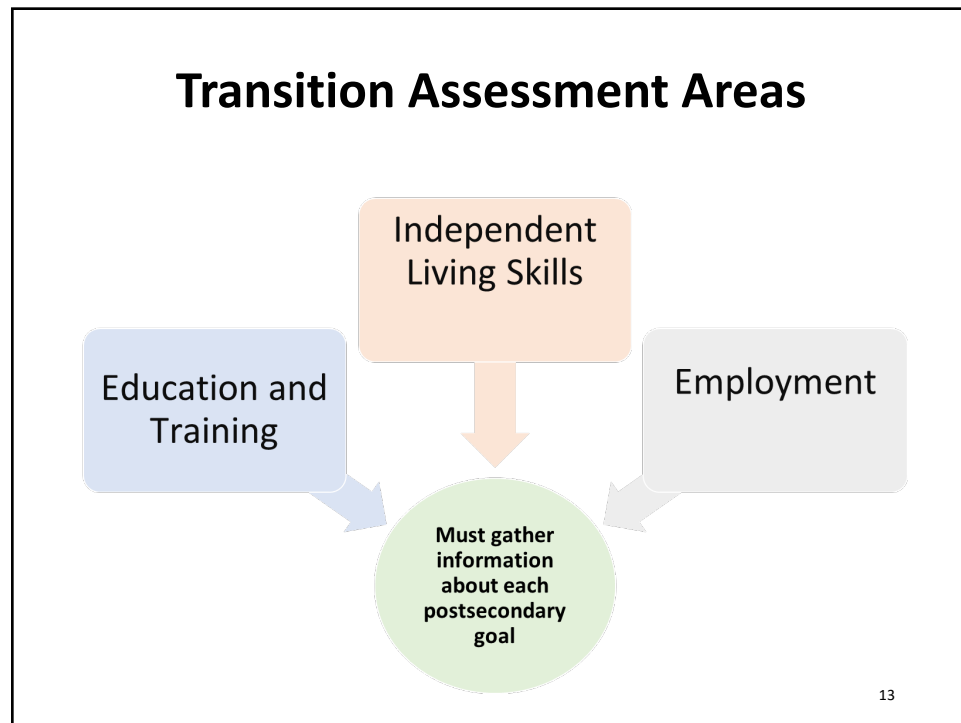 Transition Assessment Areas
Independent
Living Skills
Education and
Training
Employment
Must gather
information
about each
postsecondary
goal
13